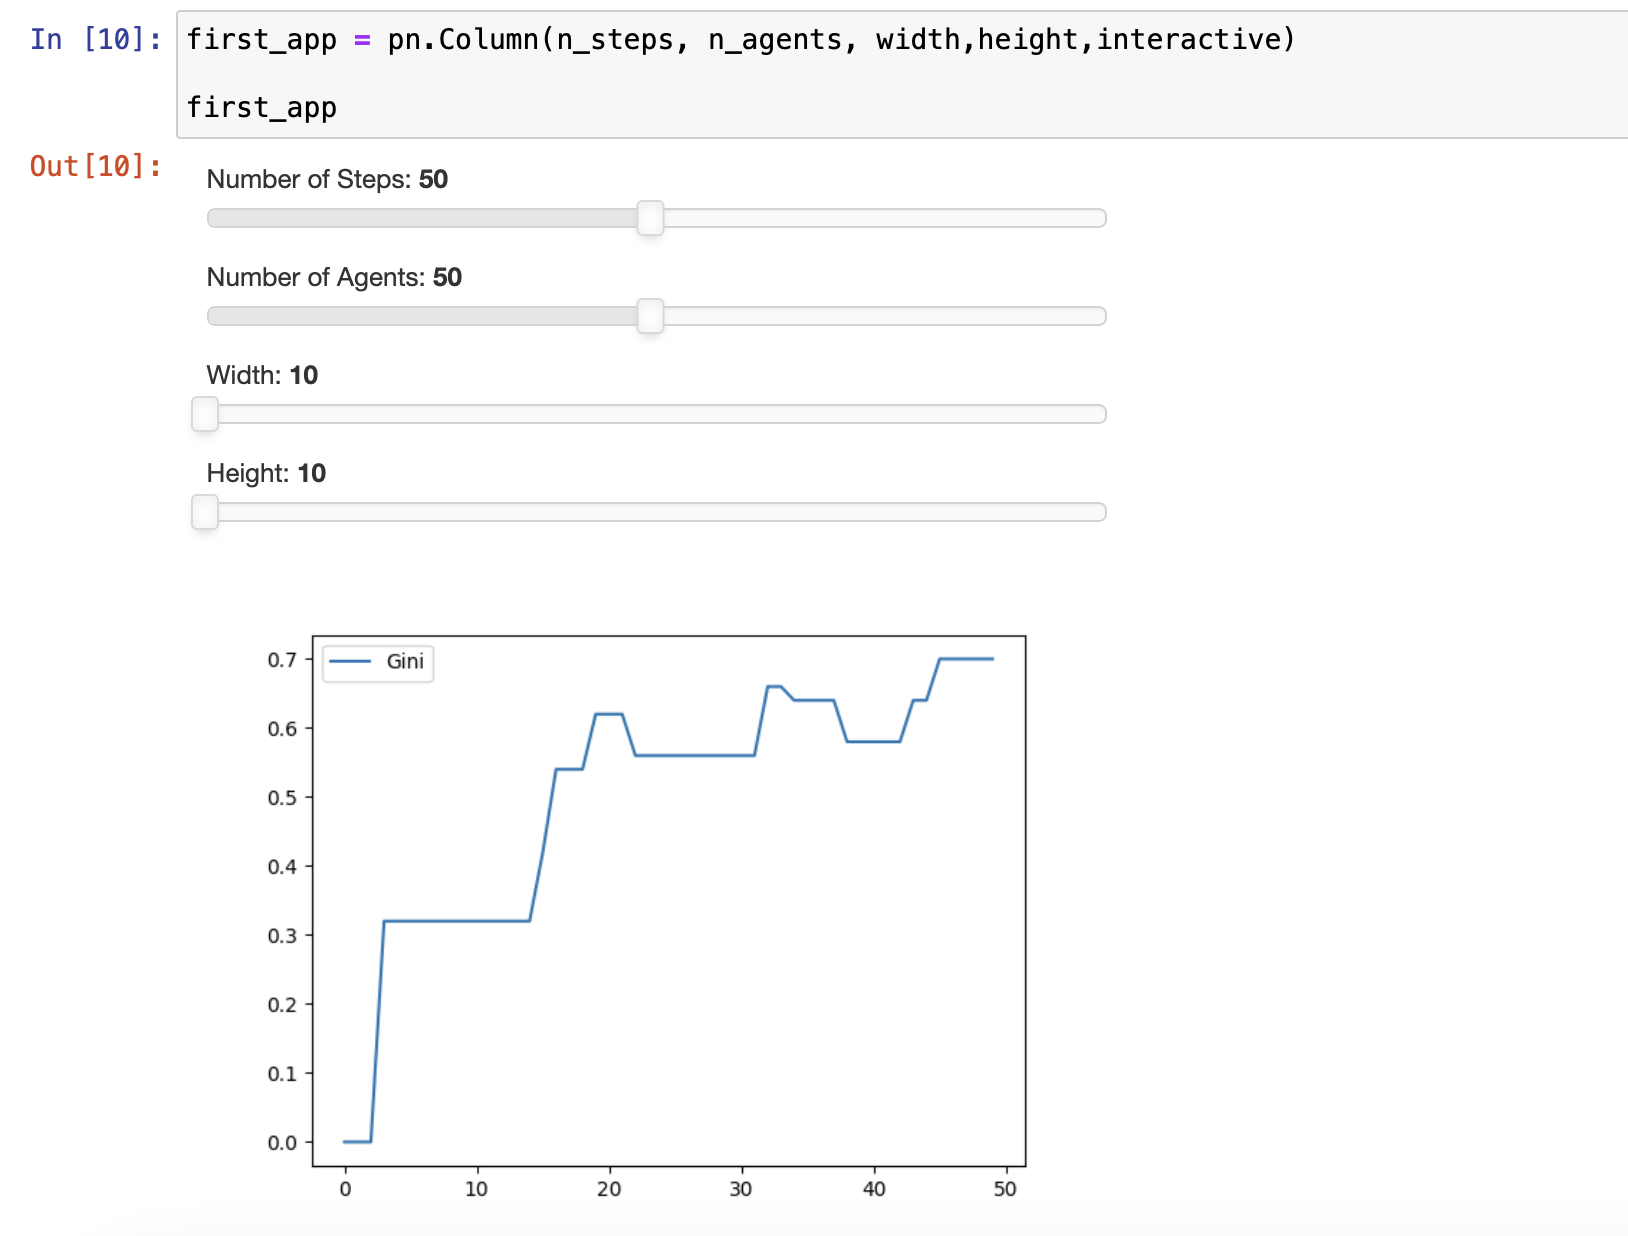 In [10]: first_app = pn.Column(n_steps, n_agents, width,height,interactive)
first_app
Out[10]:
Number of Steps: 50
Number of Agents: 50
Width: 10
Height: 10
Gini
0.7
0.6
0.5
0.4
0.3
0.2
0.1
0.0
0 10 20 30 40 50